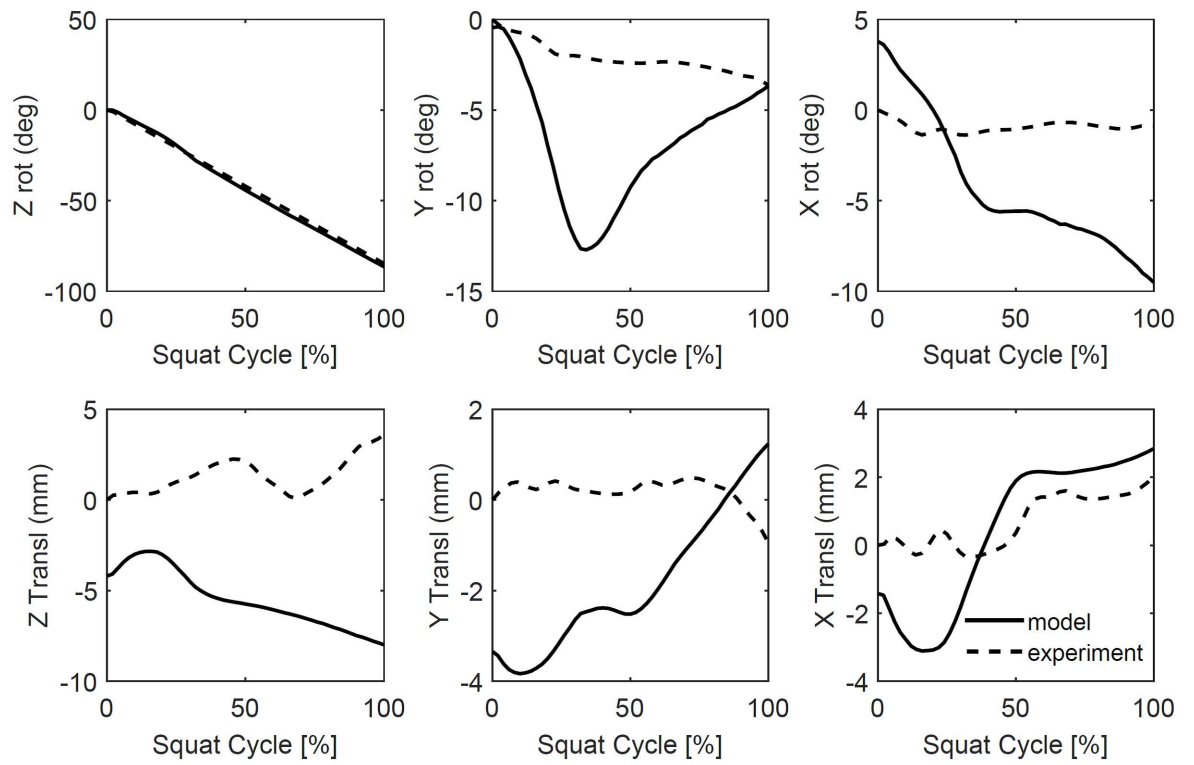 50
0
-50
-100
Z rot (deg)
0 50 100
Squat Cycle [%]
0
-5
-10
-15
Y rot (deg)
0 50 100
Squat Cycle [%]
5
0
-5
-10
X rot (deg)
0 50 100
Squat Cycle [%]
5
0
-5
-10
Z Transl (mm)
0 50 100
Squat Cycle [%]
2
0
-2
-4
Y Transl (mm)
0 50 100
Squat Cycle [%]
4
2
0
-2
-4
X Transl (mm)
model
experiment
0 50 100
Squat Cycle [%]